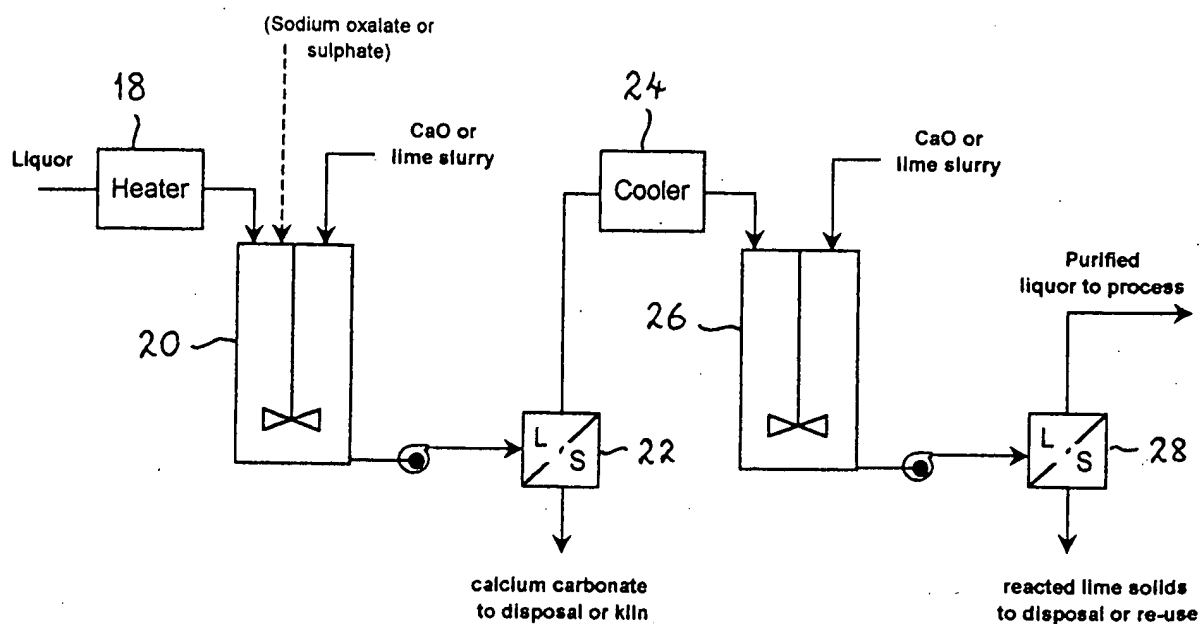 (Sodium oxalate or
sulphate)
18
24
CaO or
lime slurry
CaO or
lime slurry
Liquor
Heater
Cooler
Purified
liquor to process
20
26
L
S
22
L
S
28
calcium carbonate
to disposal or kiln
reacted lime solids
to disposal or re-use